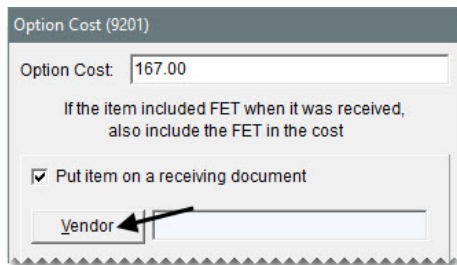 Option Cost (9201)
Option Cost: 167.00
If the item included FET when it was received,
also include the FET in the cost
Put item on a receiving document
Vendor